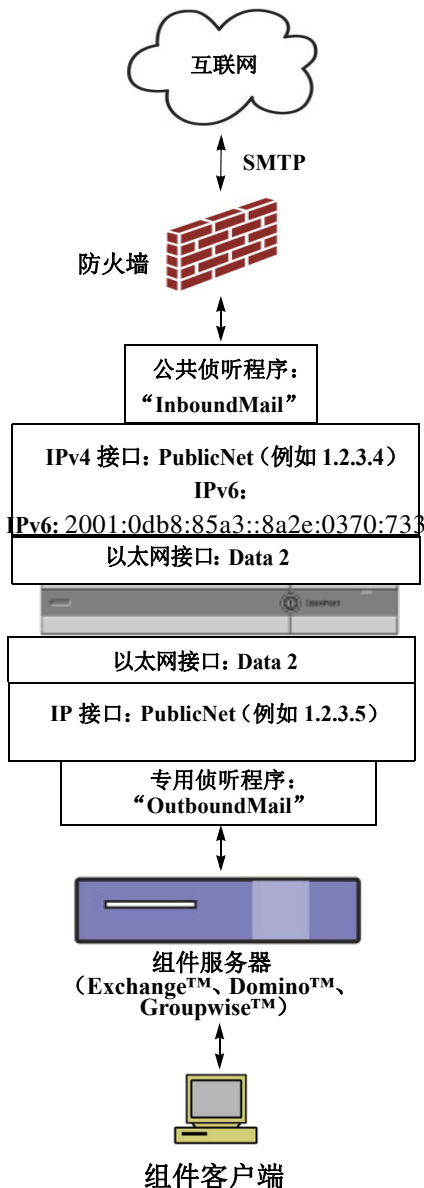 互联网
SMTP
防火墙
公共侦听程序：
“InboundMail”
IPv4 接口：PublicNet（例如 1.2.3.4）
IPv6：
IPv6: 2001:0db8:85a3::8a2e:0370:733
以太网接口：Data 2
IRONPORT
以太网接口：Data 2
IP 接口：PublicNet（例如 1.2.3.5）
专用侦听程序：
“OutboundMail”
组件服务器
（Exchange™、Domino™、
Groupwise™）
组件客户端